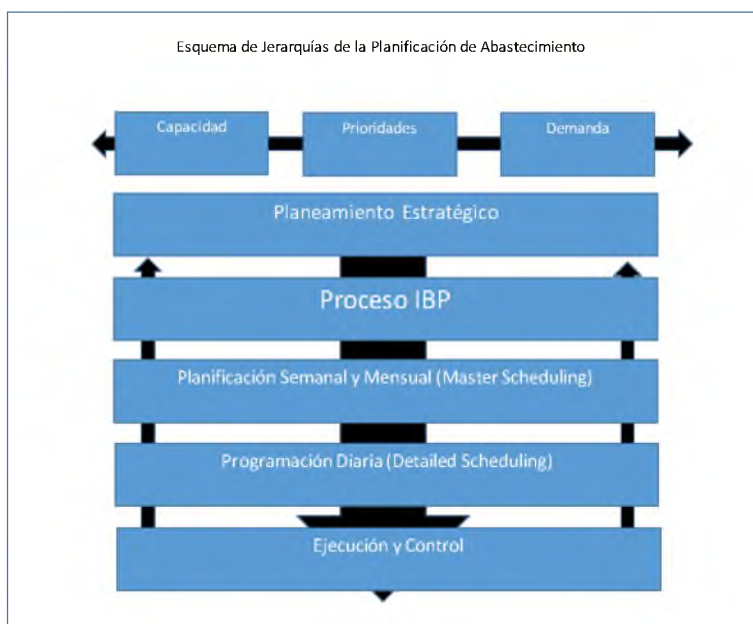 Esquema de Jerarquías de la Planificación de Abastecimiento
Capacidad
Prioridades
Demanda
Planeamiento Estratégico
Proceso IBP
Planificación Semanal y Mensual (Master Scheduling)
Programación Diaria (Detailed Scheduling)
Ejecución y Control